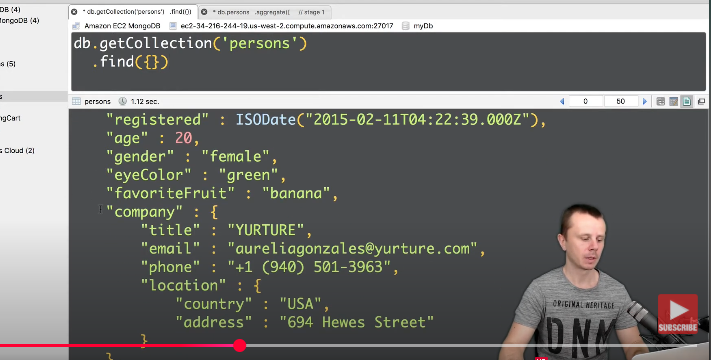 DB (4)
* db.getCollection('persons') .find({})
* db.persons .aggregate() // stage 1
MongoDB (4)
Amazon EC2 MongoDB
ec2-34-216-244-19.us-west-2.compute.amazonaws.com:27017
myDb
db.getCollection('persons')
.find({})
s (5)
s
persons
1.12 sec.
0
50
ngCart
s Cloud (2)
"registered" : ISODate("2015-02-11T04:22:39.000Z"),
"age" : 20,
"gender" : "female",
"eyeColor" : "green",
"favoriteFruit" : "banana",
"company" : {
"title" : "YURTURE",
"email" : "aureliagonzales@yurture.com",
"phone" : "+1 (940) 501-3963",
"location" : {
"country" : "USA",
"address" : "694 Hewes Street"
}
}
ORIGINAL HERITAGE
DNM
SUBSCRIBE